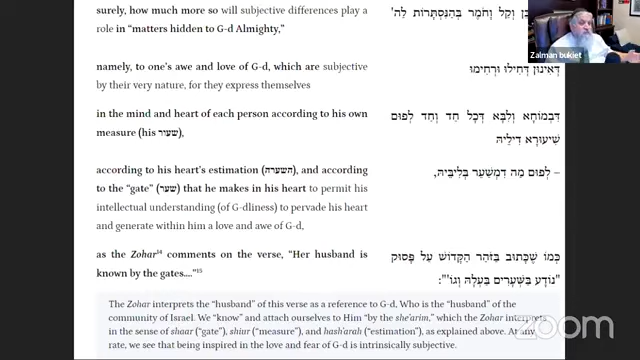 surely, how much more so will subjective differences play a
role in “matters hidden to G-d Almighty,”
בֵּן וְקַל וָחֹמֶר בְּהַנִּסְתָּרוֹת לַה'
Zalman bukiet
namely, to one’s awe and love of G-d, which are subjective
by their very nature, for they express themselves
דְּאִינּוּן דְּחִילוּ וּרְחִימוּ
in the mind and heart of each person according to his own
measure (his שִׁעוּר),
דִּבְמוֹחָא וְלִבָּא דְּכָל חַד וְחַד לְפוּם
שִׁיעוּרָא דִילֵיהּ
according to his heart’s estimation (הַשְׁעָרָה), and according
to the “gate” (שַׁעַר) that he makes in his heart to permit his
intellectual understanding (of G-dliness) to pervade his heart
and generate within him a love and awe of G-d,
– לְפוּם מַה דִּמְשַׁעֵר בְּלִיבֵּיהּ,
as the Zohar14 comments on the verse, “Her husband is
known by the gates....”15
כְּמוֹ שֶׁכָּתוּב בַּזֹּהַר הַקָּדוֹשׁ עַל פָּסוּק
"נוֹדָע בַּשְּׁעָרִים בַּעְלָהּ וְגוֹ'":
The Zohar interprets the “husband” of this verse as a reference to G-d, Who is the “husband” of the
community of Israel. We “know” and attach ourselves to Him “by the she’arim,” which the Zohar interprets
in the sense of shaar (“gate”), shiur (“measure”), and hash’arah (“estimation”), as explained above. At any
rate, we see that being inspired in the love and fear of G-d is intrinsically subjective.
zoom